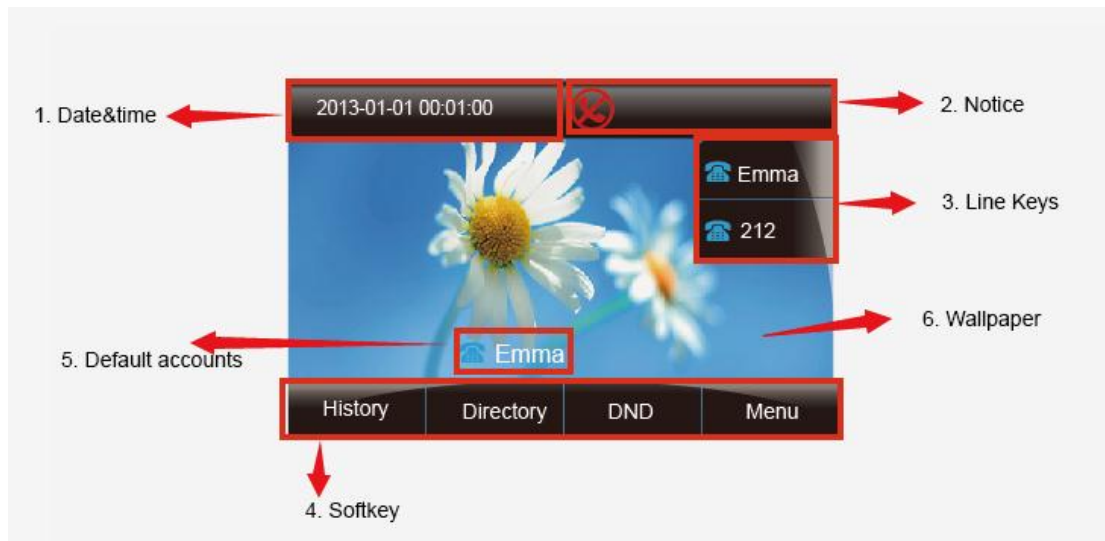 1. Date&time
2013-01-01 00:01:00
2. Notice
Emma
212
3. Line Keys
6. Wallpaper
5. Default accounts
Emma
History Directory DND Menu
4. Softkey